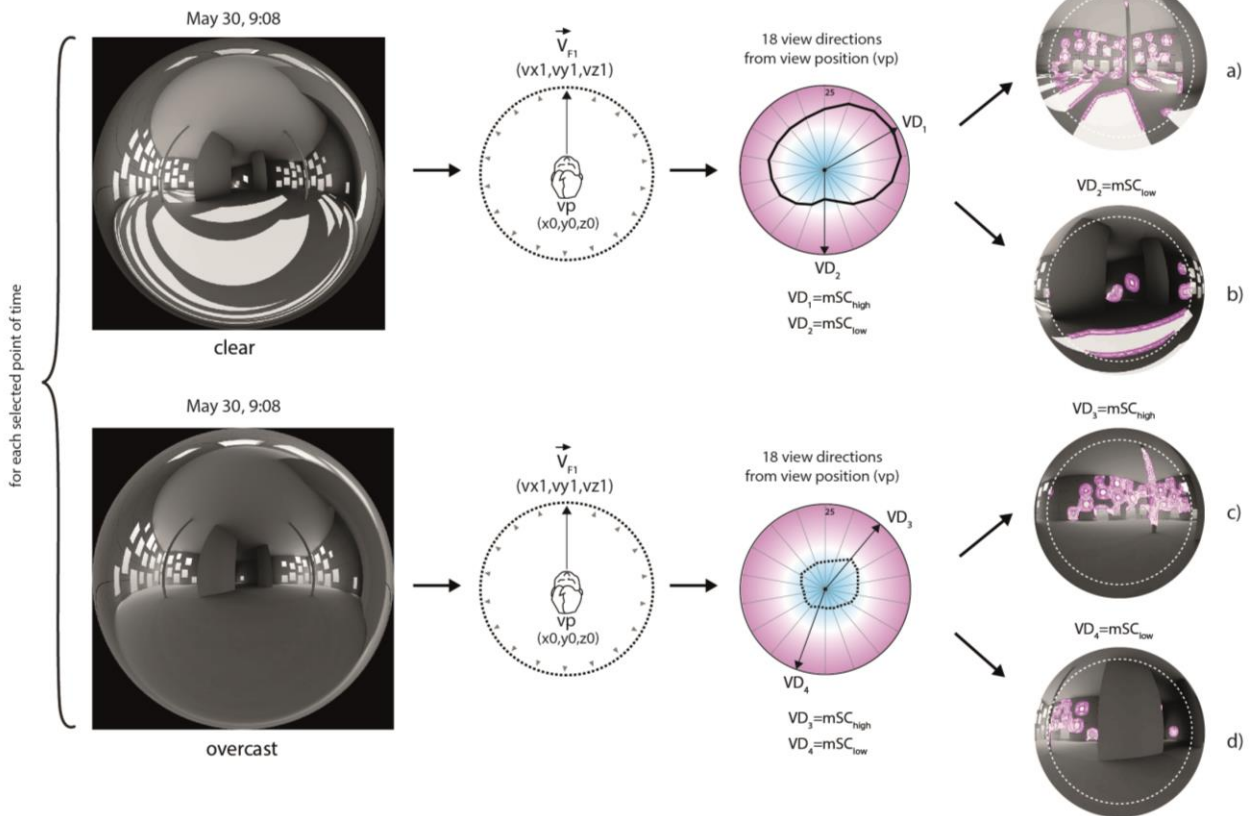 May 30, 9:08
clear
for each selected point of time
V
F1
(vx1,vy1,vz1)
vp
(x0,y0,z0)
18 view directions
from view position (vp)
25
VD1
VD2
VD1=mSChigh
VD2=mSClow
a)
VD2=mSClow
b)
May 30, 9:08
overcast
V
F1
(vx1,vy1,vz1)
vp
(x0,y0,z0)
18 view directions
from view position (vp)
25
VD3
VD4
VD3=mSChigh
VD4=mSClow
VD3=mSChigh
c)
VD4=mSClow
d)